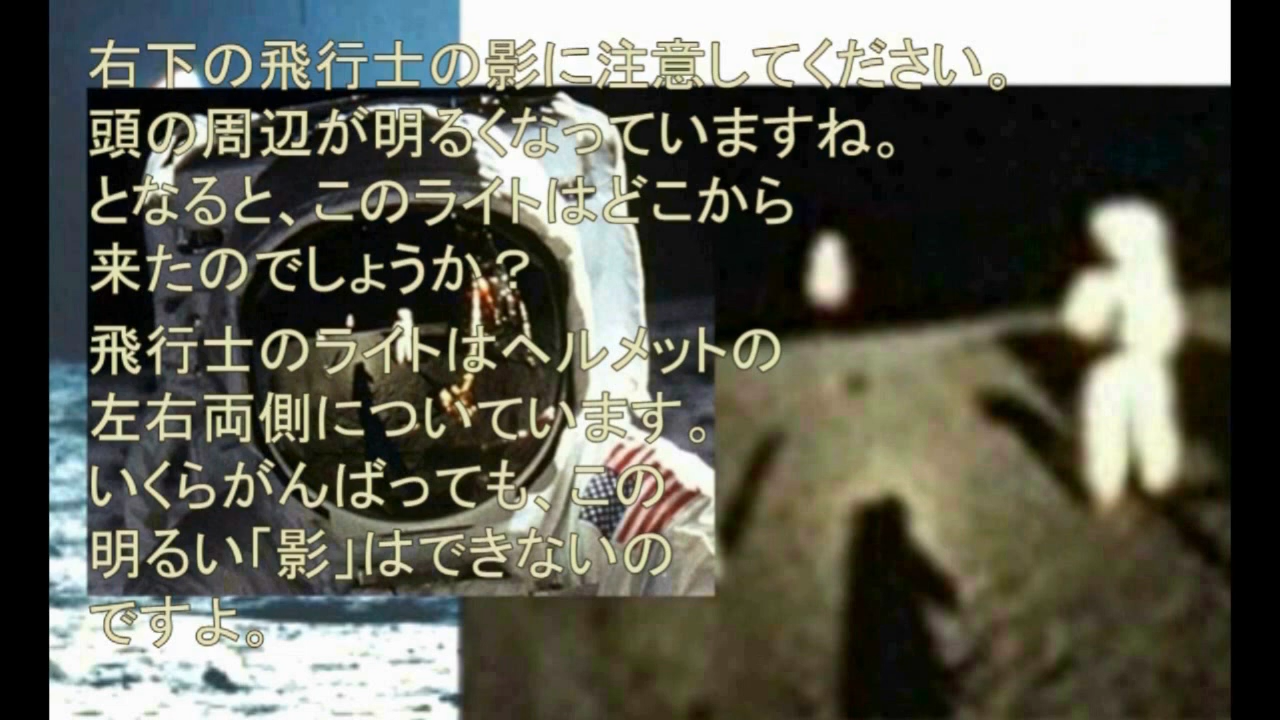 右下の飛行士の影に注意してください。
頭の周辺が明るくなっていますね。
となると、このライトはどこから
来たのでしょうか？
飛行士のライトはヘルメットの
左右両側についています。
いくらがんばっても、この
明るい「影」はできないの
ですよ。